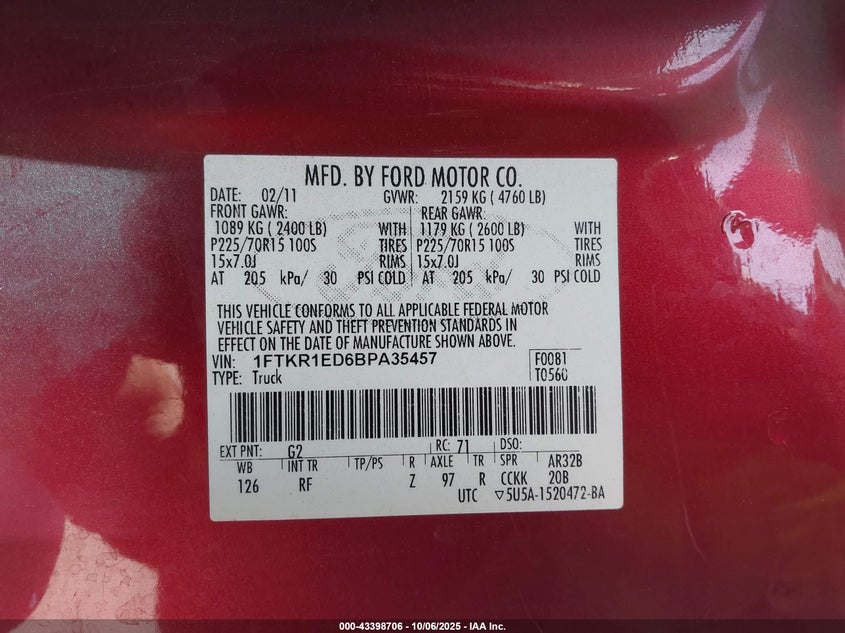 MFD. BY FORD MOTOR CO.
DATE: 02/11 GVWR: 2159 KG ( 4760 LB)
FRONT GAWR: REAR GAWR:
1089 KG ( 2400 LB) WITH 1179 KG ( 2600 LB) WITH
P225/70R15 100S TIRES P225/70R15 100S TIRES
15x7.0J RIMS 15x7.0J RIMS
AT 205 kPa/ 30 PSI COLD AT 205 kPa/ 30 PSI COLD
THIS VEHICLE CONFORMS TO ALL APPLICABLE FEDERAL MOTOR
VEHICLE SAFETY AND THEFT PREVENTION STANDARDS IN
EFFECT ON THE DATE OF MANUFACTURE SHOWN ABOVE.
VIN: 1FTKR1ED6BPA35457 F0081
TYPE: Truck T0560
EXT PNT: G2 RC: 71 DSO:
WB INT TR TP/PS R AXLE TR SPR AR32B
126 RF Z 97 R CCKK 20B
UTC ▽5U5A-1520472-BA
000-43398706 - 10/06/2025 - IAA Inc.